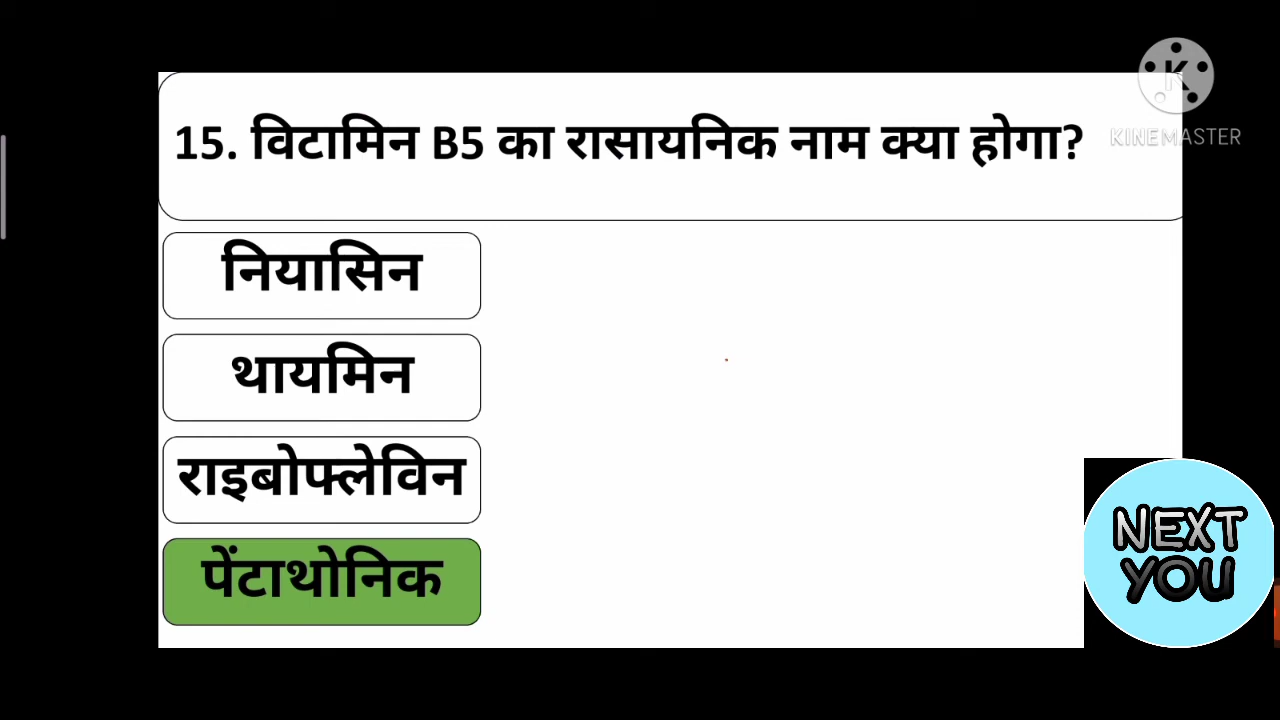 KINEMASTER
15. विटामिन B5 का रासायनिक नाम क्या होगा?
नियासिन
थायमिन
राइबोफ्लेविन
पेंटाथोनिक
NEXT
YOU